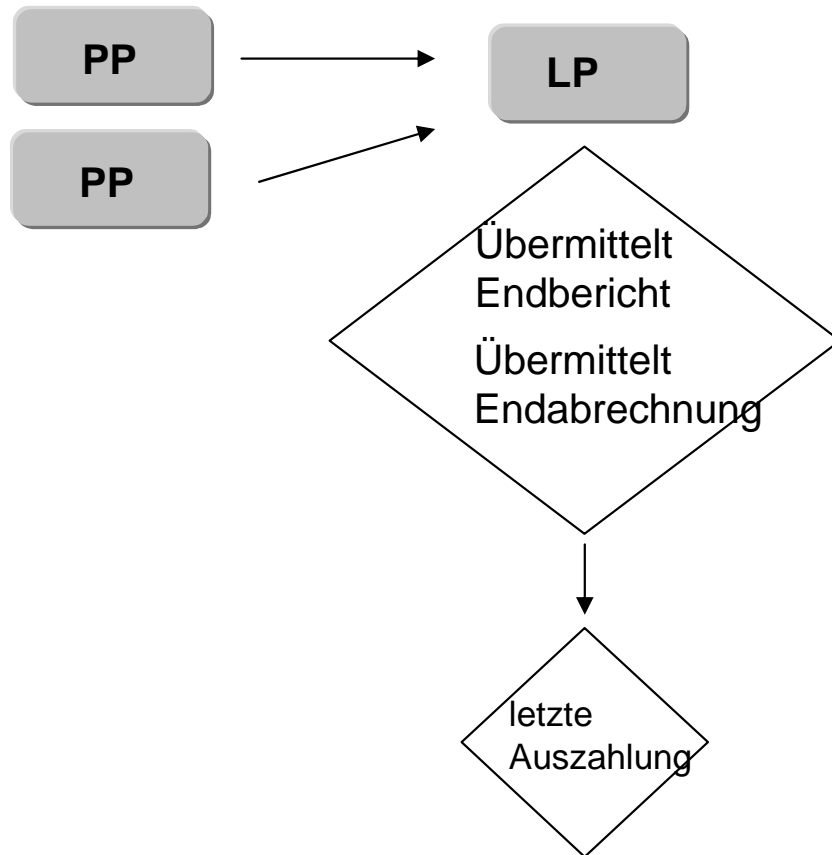 PP
LP
PP
Übermittelt
Endbericht
Übermittelt
Endabrechnung
letzte
Auszahlung